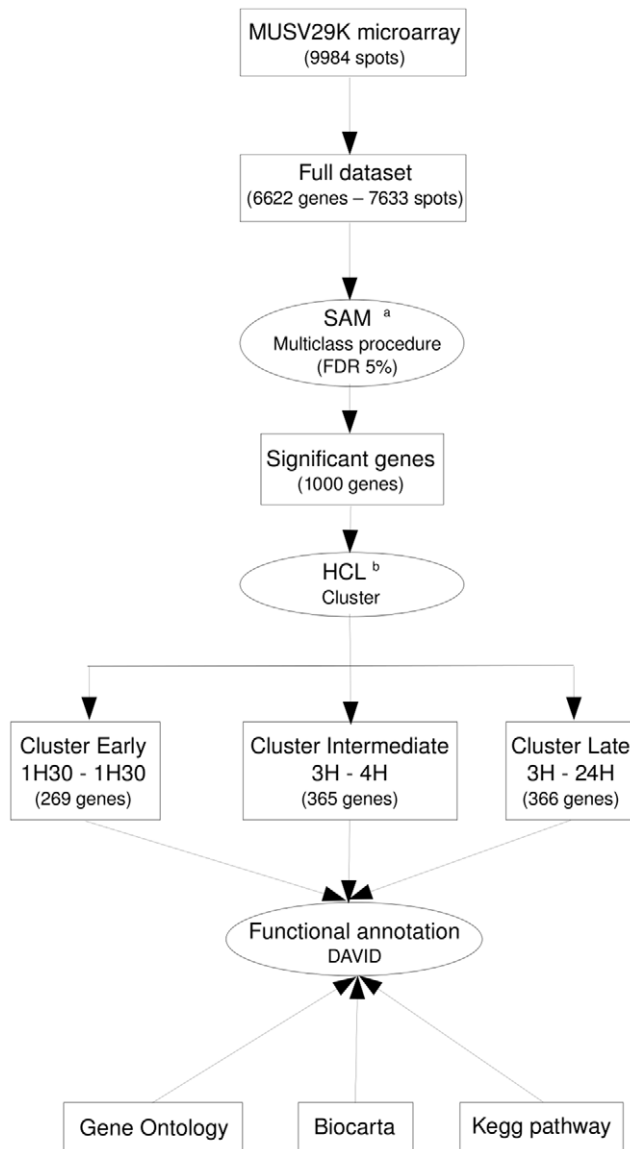 MUSV29K microarray
(9984 spots)
Full dataset
(6622 genes – 7633 spots)
SAM a
Multiclass procedure
(FDR 5%)
Significant genes
(1000 genes)
HCL b
Cluster
Cluster Early
1H30 - 1H30
(269 genes)
Cluster Intermediate
3H - 4H
(365 genes)
Cluster Late
3H - 24H
(366 genes)
Functional annotation
DAVID
Gene Ontology
Biocarta
Kegg pathway